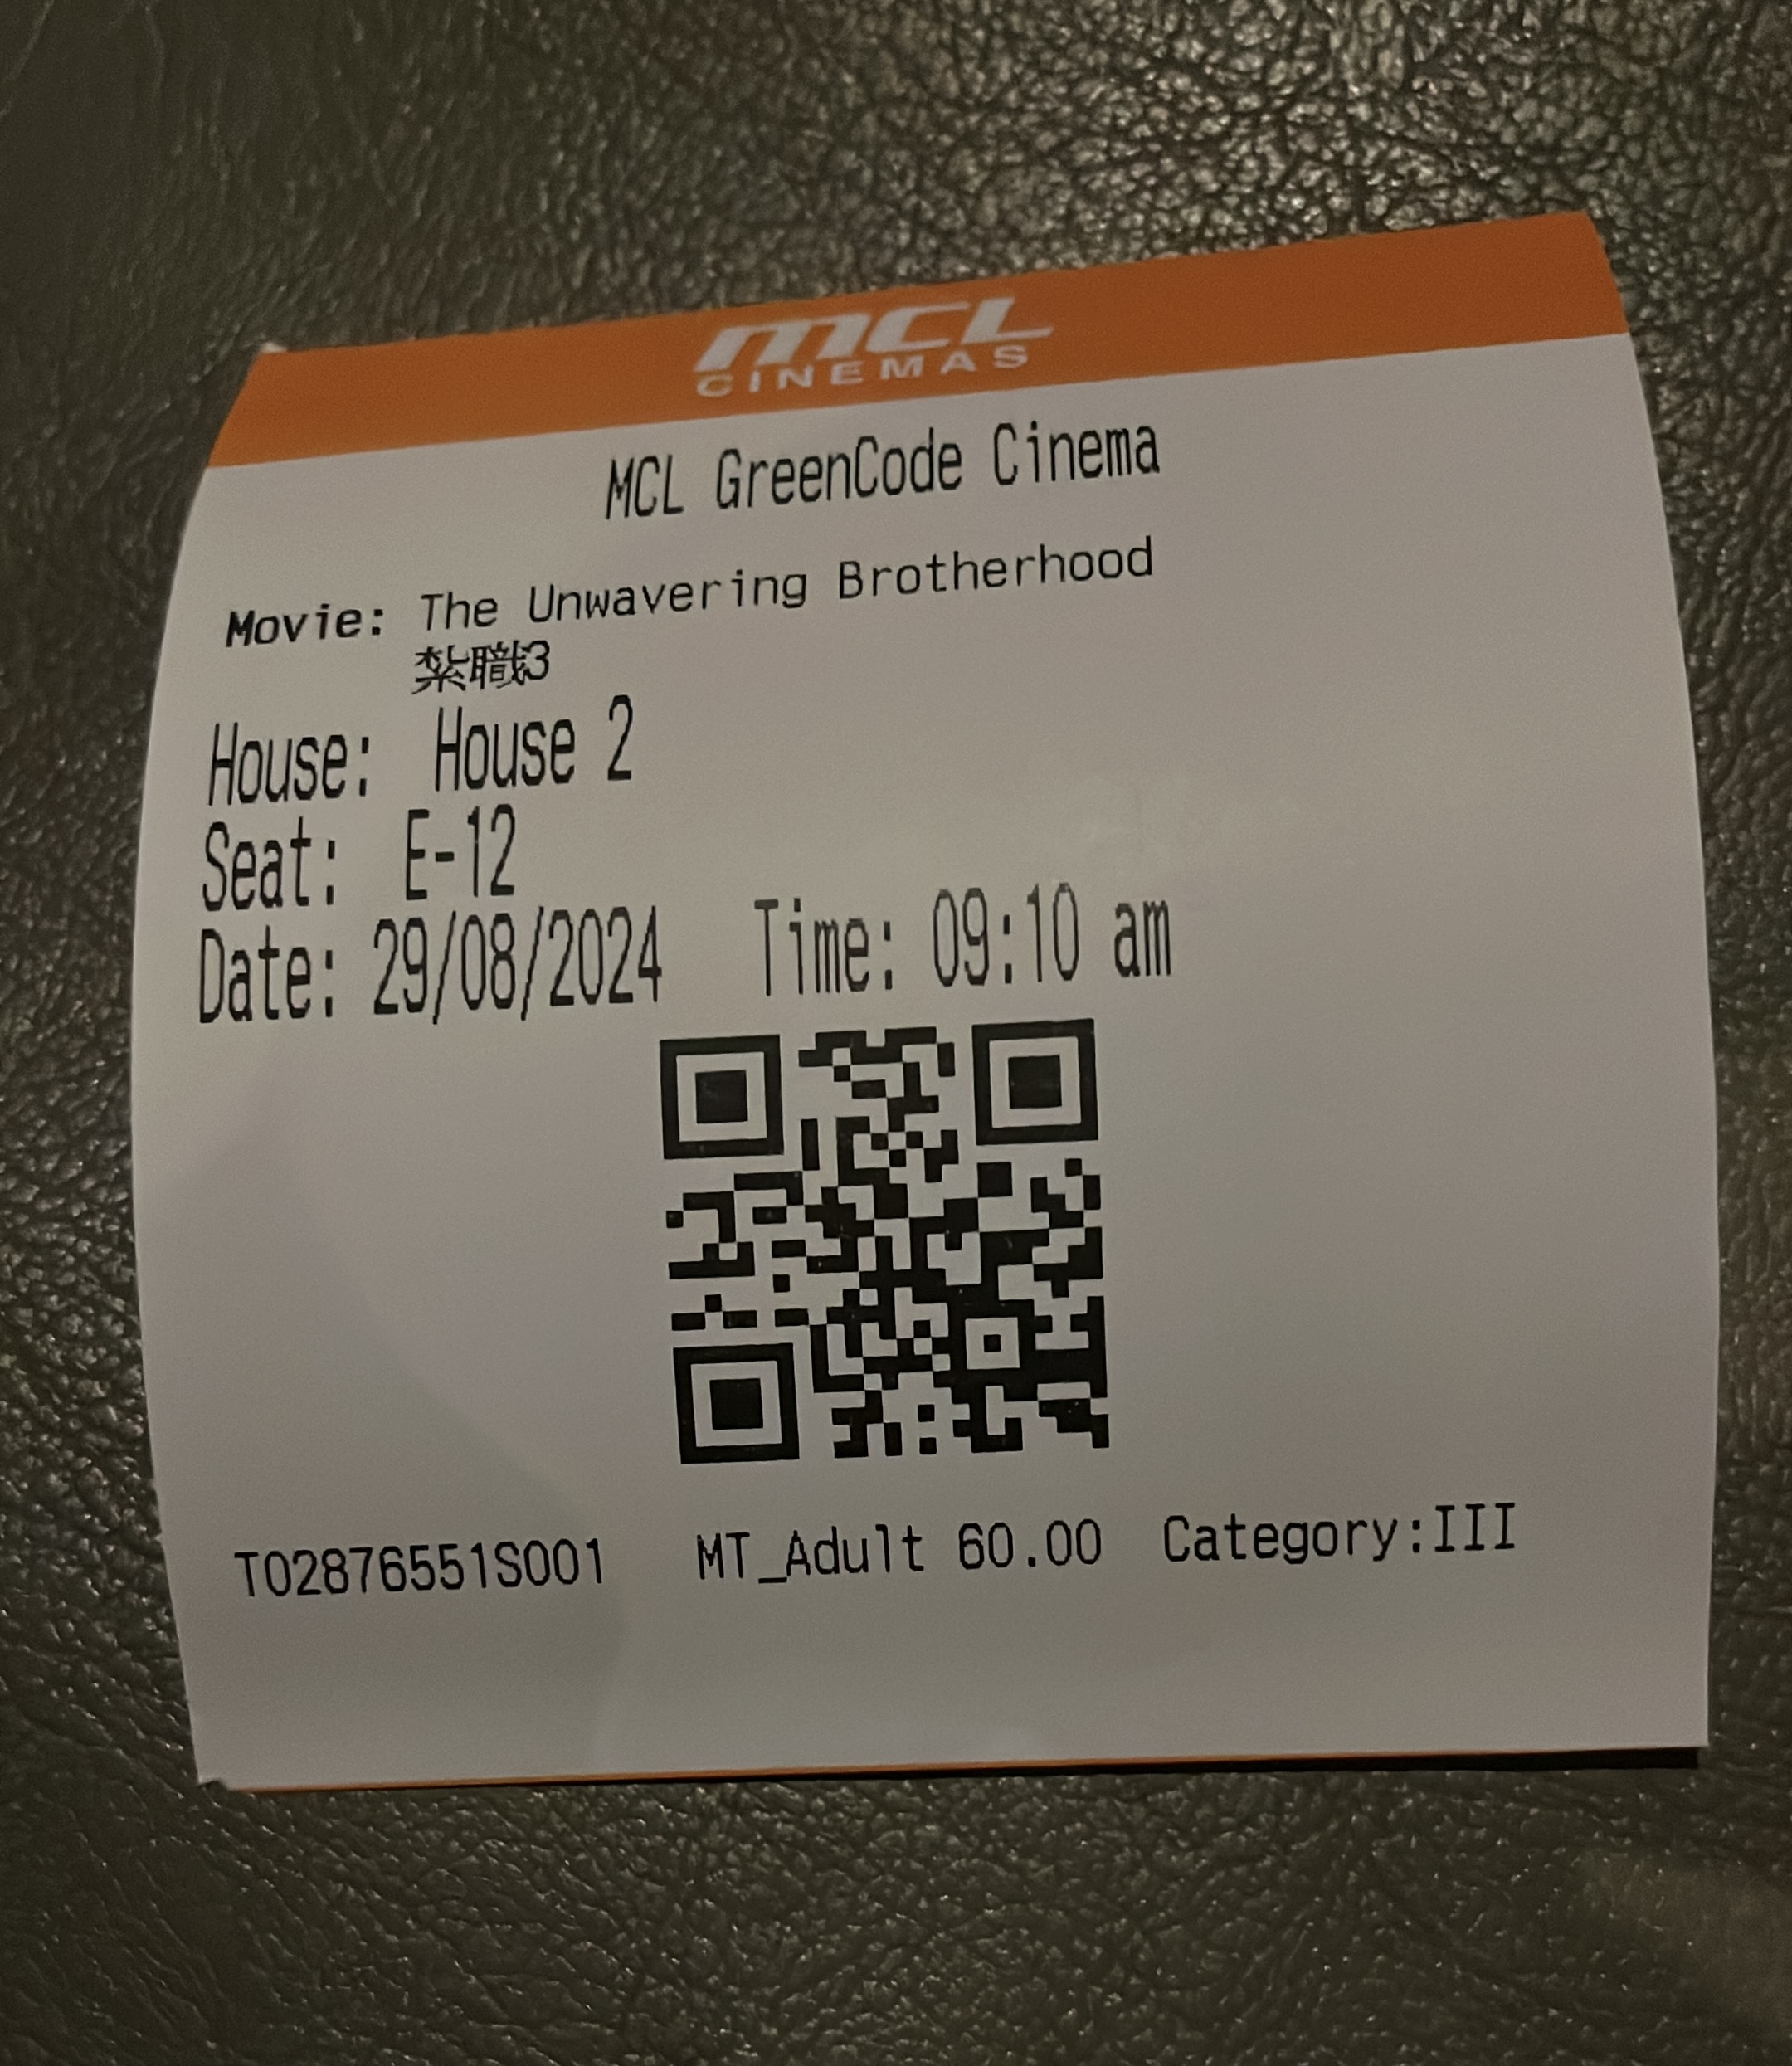 MCL
CINEMAS
MCL GreenCode Cinema
Movie: The Unwavering Brotherhood
紮職3
House: House 2
Seat: E-12
Date: 29/08/2024 Time: 09:10 am
T02876551S001 MT_Adult 60.00 Category:III